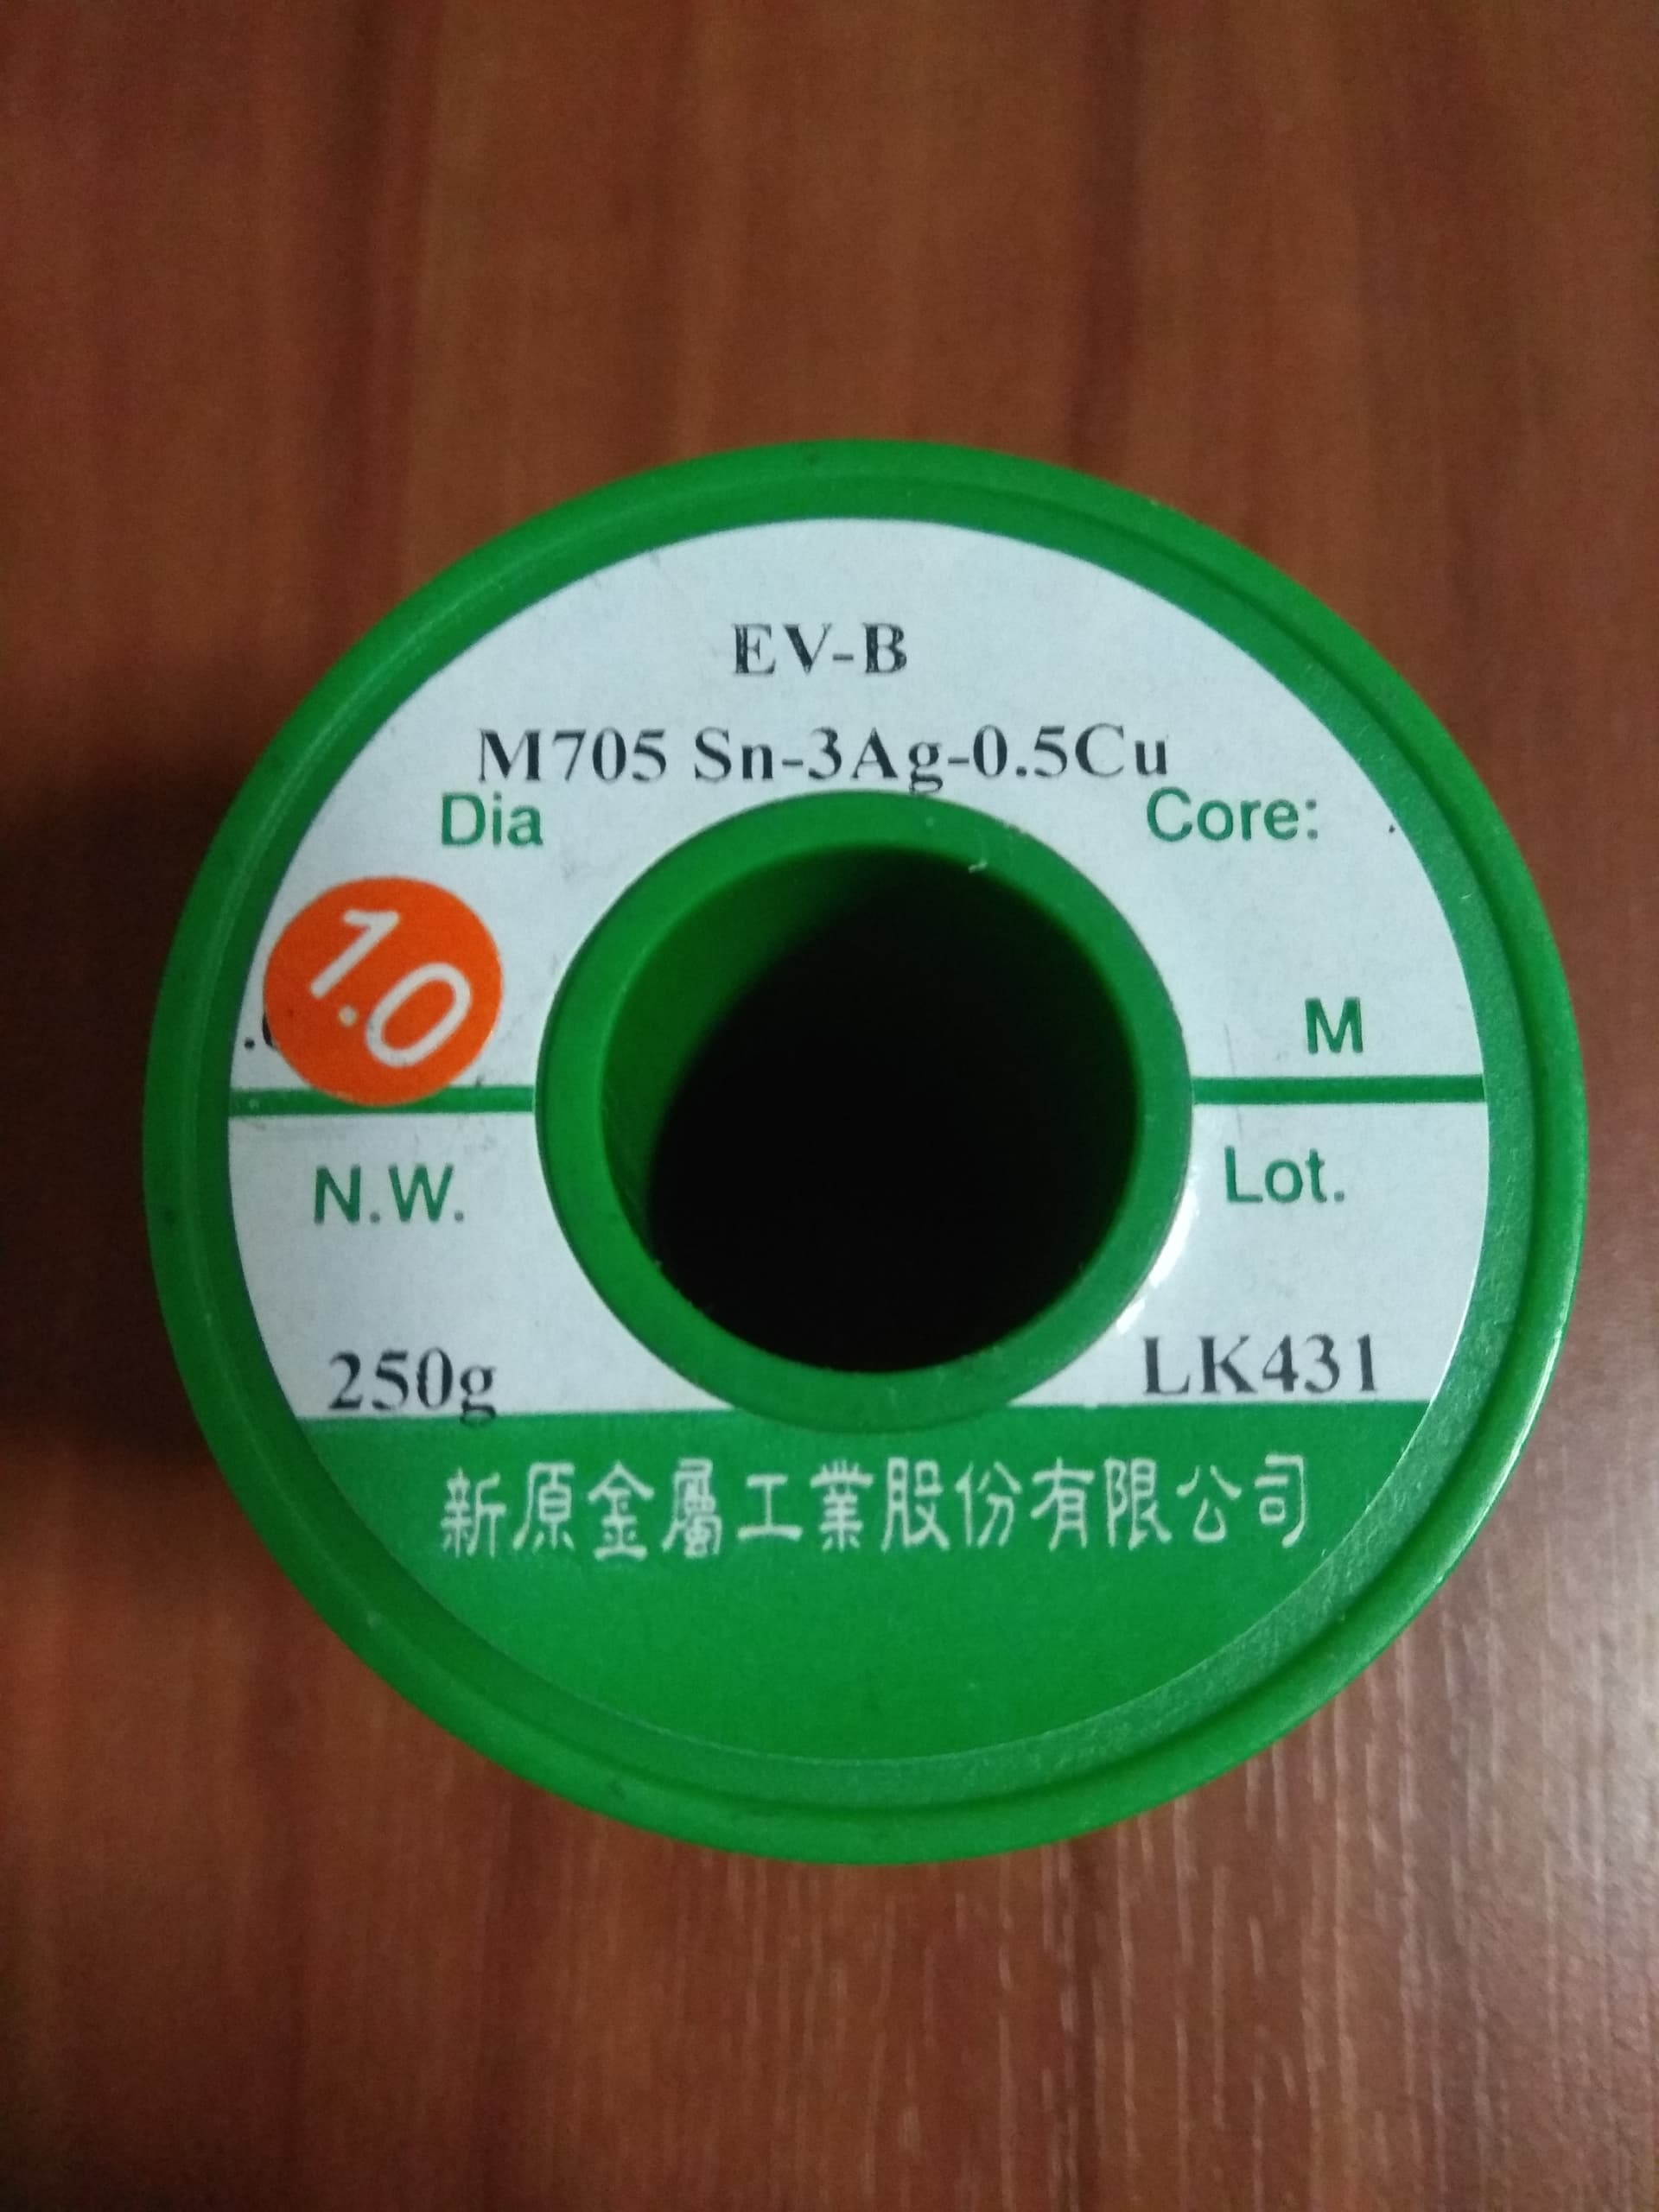 EV-B
M705 Sn-3Ag-0.5Cu
Dia
Core:
1.0
M
N.W.
Lot.
250g
LK431
新原金屬工業股份有限公司